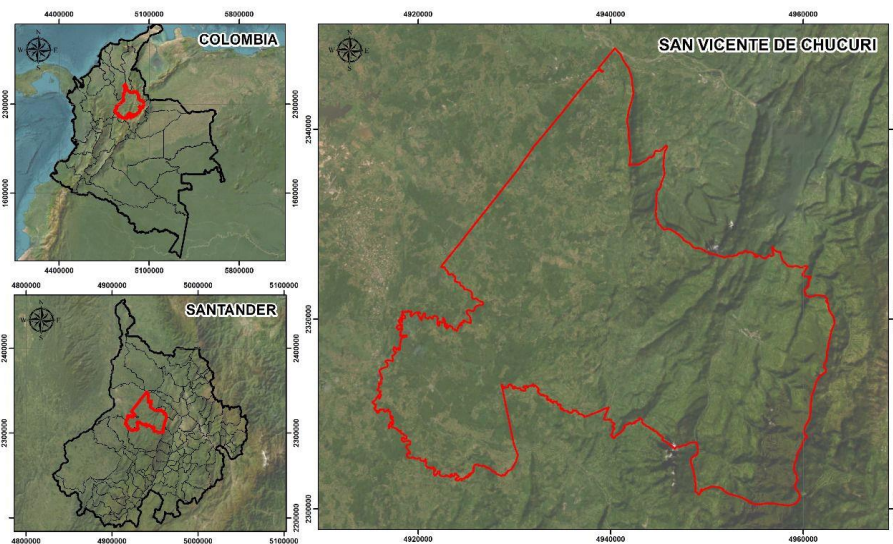 4400000 5100000 5800000
N
W E
S
COLOMBIA
2300000 2300000
1600000 1600000
4400000 5100000 5800000
4800000 4900000 5000000 5100000
N
W E
S
SANTANDER
2400000 2400000
2300000 2300000
2200000
4800000 4900000 5000000 5100000
4920000 4940000 4960000
N
W E
S
SAN VICENTE DE CHUCURI
2340000
2320000
2300000
4920000 4940000 4960000